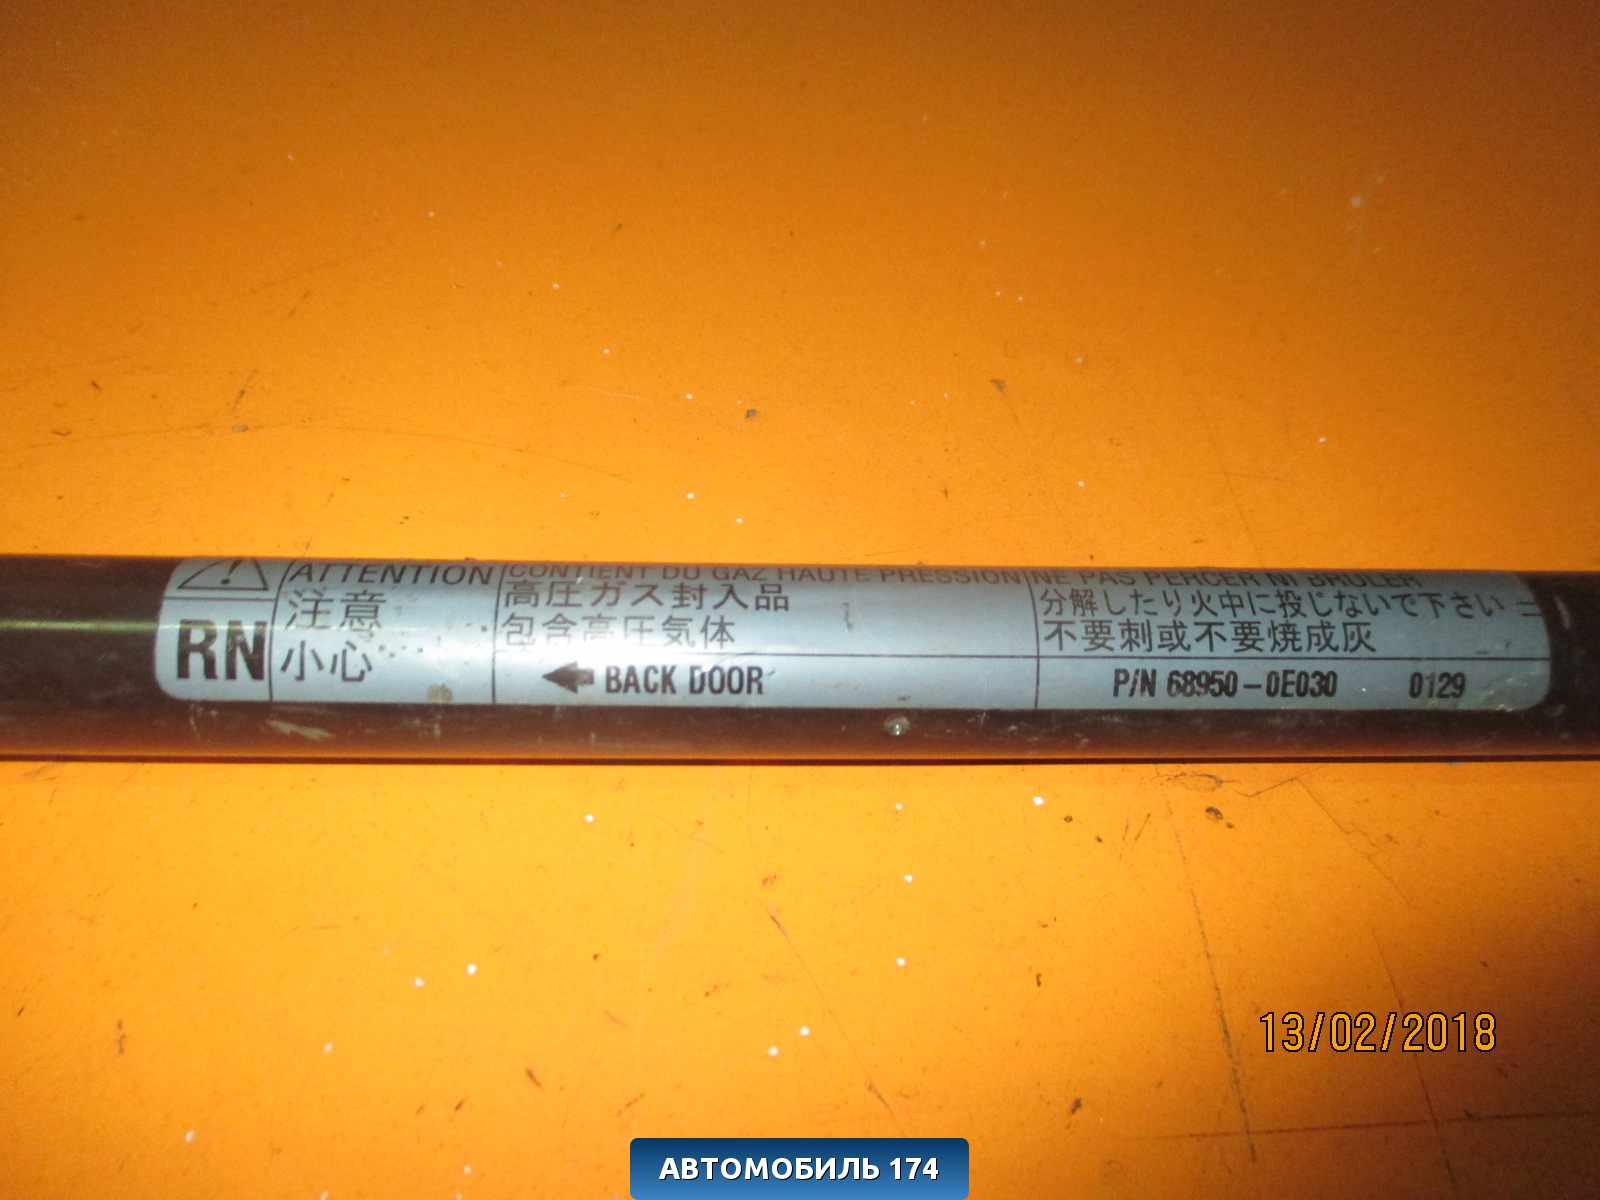 ATTENTION
注意
小心
RN
CONTIENT DU GAZ HAUTE PRESSION
高圧ガス封入品
包含高圧気体
BACK DOOR
NE PAS PERCER NI BRULER
分解したり火中に投じないで下さい
不要刺或不要焼成灰
P/N 68950-0E030 0129
13/02/2018
АВТОМОБИЛЬ 174